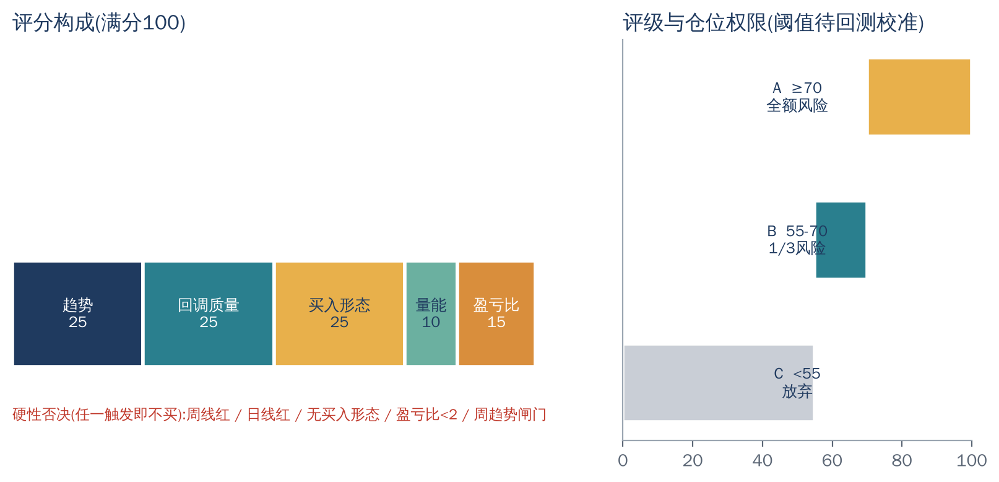 评分构成(满分100)
趋势
25
回调质量
25
买入形态
25
量能
10
盈亏比
15
硬性否决(任一触发即不买):周线红 / 日线红 / 无买入形态 / 盈亏比<2 / 周趋势闸门
评级与仓位权限(阈值待回测校准)
A ≥70
全额风险
B 55-70
1/3风险
C <55
放弃
0 20 40 60 80 100